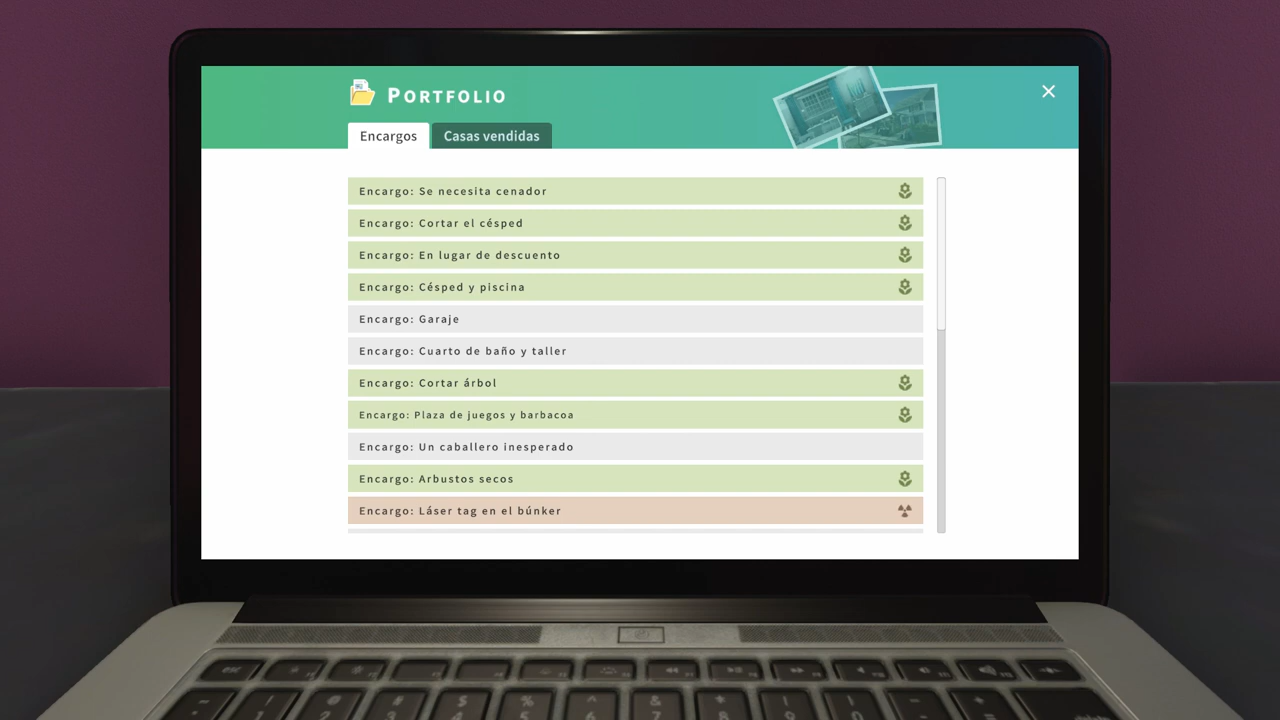 PORTFOLIO
Encargos
Casas vendidas
Encargo: Se necesita cenador
Encargo: Cortar el césped
Encargo: En lugar de descuento
Encargo: Césped y piscina
Encargo: Garaje
Encargo: Cuarto de baño y taller
Encargo: Cortar árbol
Encargo: Plaza de juegos y barbacoa
Encargo: Un caballero inesperado
Encargo: Arbustos secos
Encargo: Láser tag en el búnker
esc